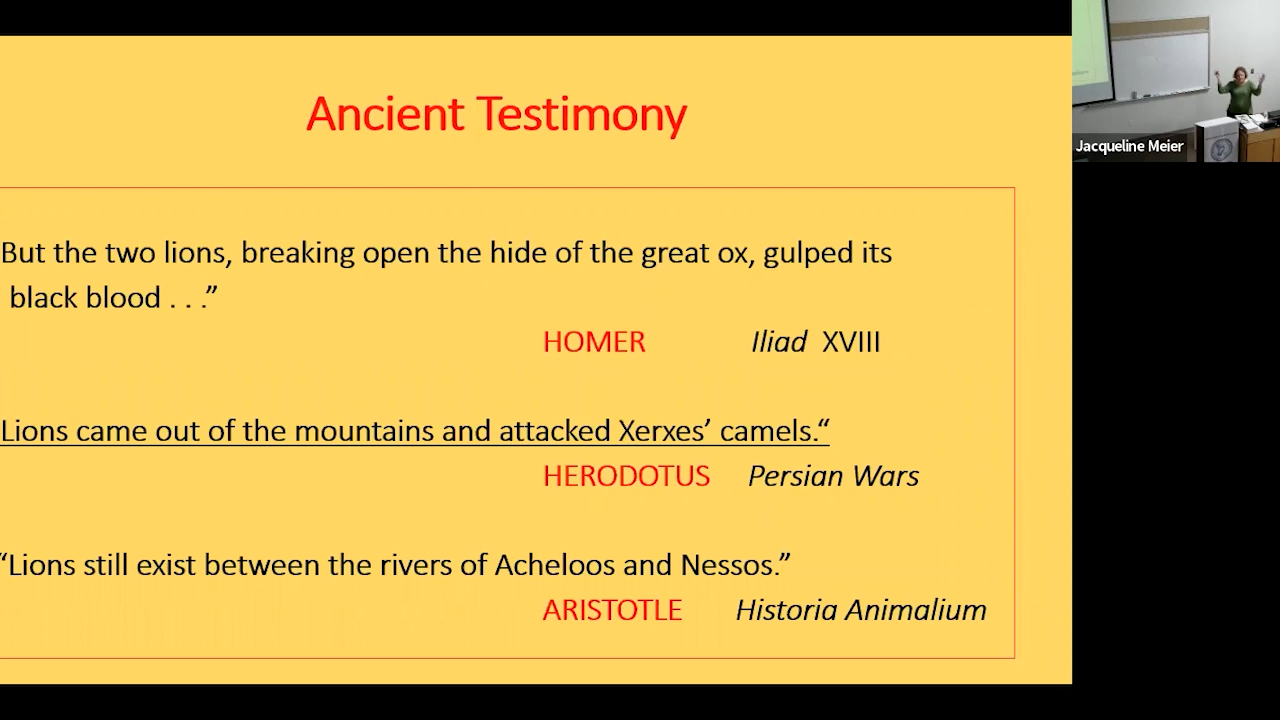 Ancient Testimony
But the two lions, breaking open the hide of the great ox, gulped its
black blood . . .”
HOMER Iliad XVIII
Lions came out of the mountains and attacked Xerxes’ camels.“
HERODOTUS Persian Wars
“Lions still exist between the rivers of Acheloos and Nessos.”
ARISTOTLE Historia Animalium
Jacqueline Meier